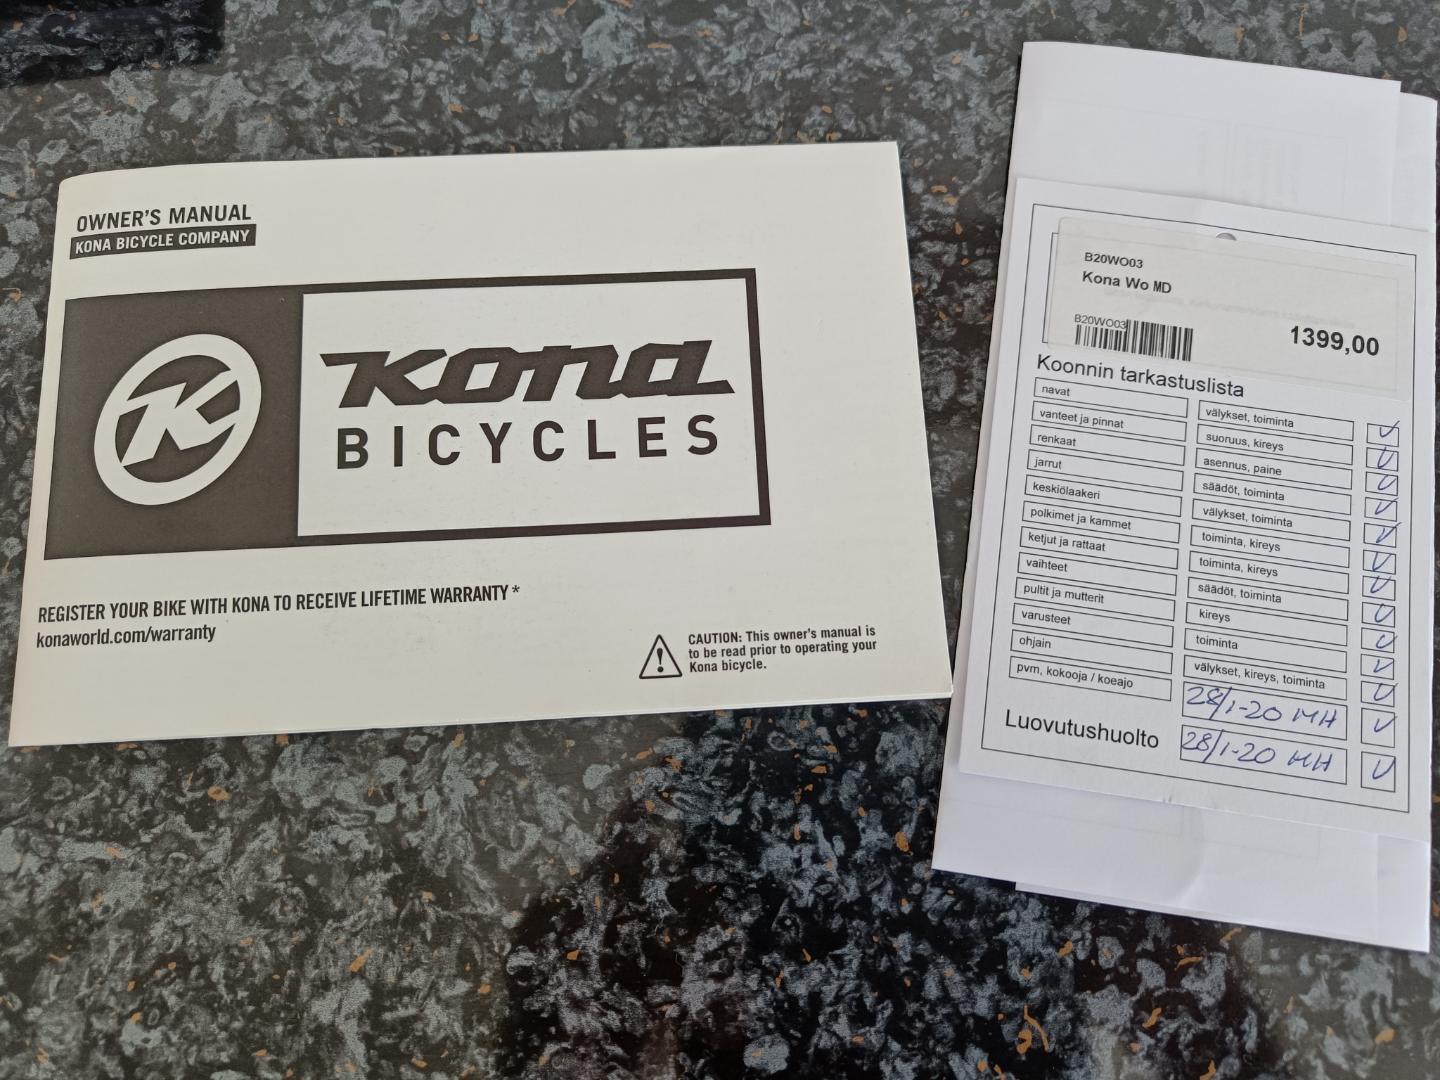 OWNER'S MANUAL
KONA BICYCLE COMPANY
K
Kona
BICYCLES
REGISTER YOUR BIKE WITH KONA TO RECEIVE LIFETIME WARRANTY *
konaworld.com/warranty
CAUTION: This owner's manual is
to be read prior to operating your
Kona bicycle.
B20WO03
Kona Wo MD
B20WO03
1399,00
Koonnin tarkastuslista
navat välykset, toiminta
vanteet ja pinnat suoruus, kireys
renkaat asennus, paine
jarrut säädöt, toiminta
keskiölaakeri välykset, toiminta
polkimet ja kammet toiminta, kireys
ketjut ja rattaat toiminta, kireys
vaihteet säädöt, toiminta
pultit ja mutterit kireys
varusteet toiminta
ohjain välykset, kireys, toiminta
pvm, kokooja / koeajo 28/1-20 MH
Luovutushuolto 28/1-20 MH